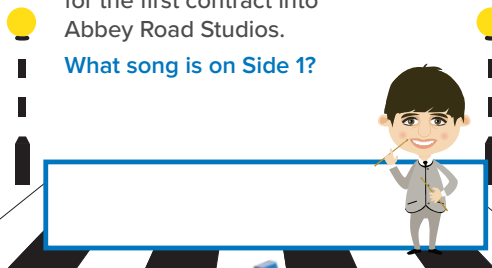 for the first contract into
Abbey Road Studios.
What song is on Side 1?